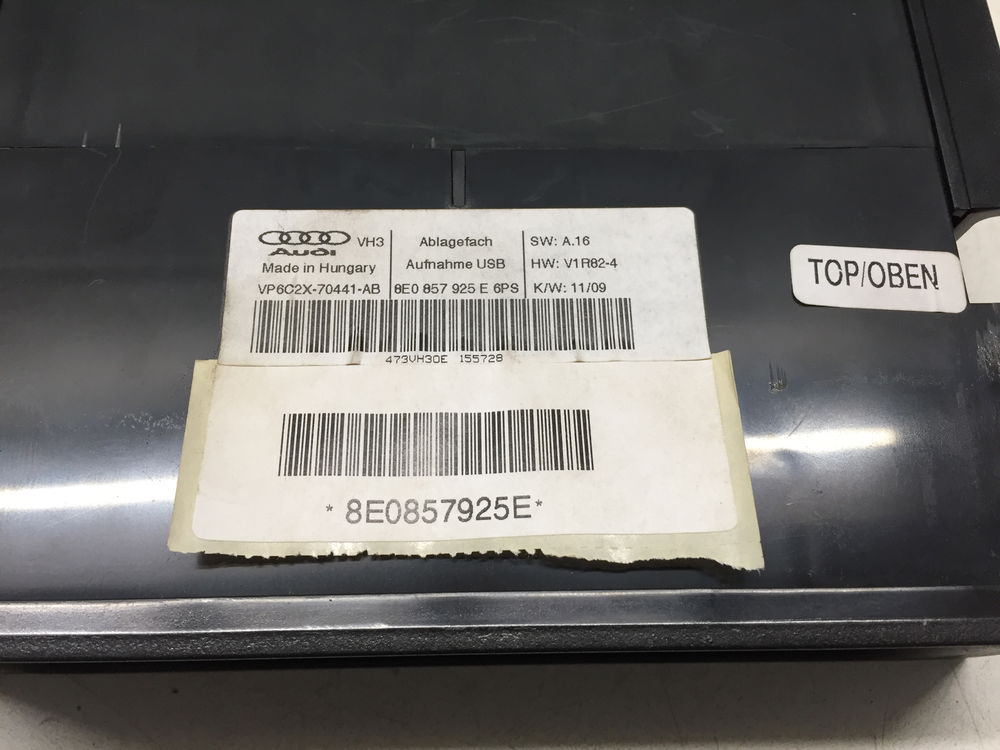 Audi VH3
Made in Hungary
VP6C2X-70441-AB
Ablagefach
Aufnahme USB
8E0 857 925 E 6PS
SW: A.16
HW: V1R82-4
K/W: 11/09
473VH30E 155728
* 8E0857925E *
TOP/OBEN